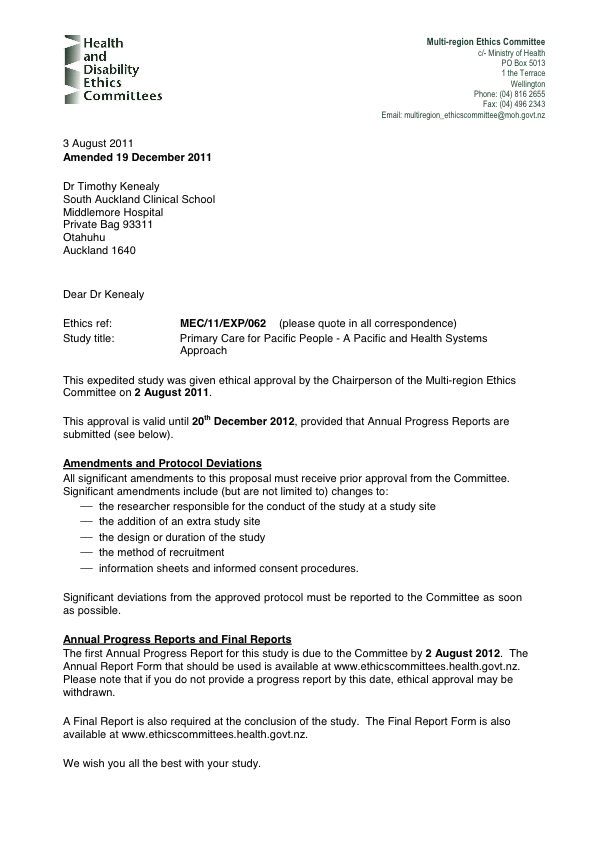 Health
and
Disability
Ethics
Committees
Multi-region Ethics Committee
c/- Ministry of Health
PO Box 5013
1 the Terrace
Wellington
Phone: (04) 816 2655
Fax: (04) 496 2343
Email: multiregion_ethicscommittee@moh.govt.nz
3 August 2011
Amended 19 December 2011
Dr Timothy Kenealy
South Auckland Clinical School
Middlemore Hospital
Private Bag 93311
Otahuhu
Auckland 1640
Dear Dr Kenealy
Ethics ref: MEC/11/EXP/062 (please quote in all correspondence)
Study title: Primary Care for Pacific People - A Pacific and Health Systems
Approach
This expedited study was given ethical approval by the Chairperson of the Multi-region Ethics
Committee on 2 August 2011.
This approval is valid until 20th December 2012, provided that Annual Progress Reports are
submitted (see below).
Amendments and Protocol Deviations
All significant amendments to this proposal must receive prior approval from the Committee.
Significant amendments include (but are not limited to) changes to:
— the researcher responsible for the conduct of the study at a study site
— the addition of an extra study site
— the design or duration of the study
— the method of recruitment
— information sheets and informed consent procedures.
Significant deviations from the approved protocol must be reported to the Committee as soon
as possible.
Annual Progress Reports and Final Reports
The first Annual Progress Report for this study is due to the Committee by 2 August 2012. The
Annual Report Form that should be used is available at www.ethicscommittees.health.govt.nz.
Please note that if you do not provide a progress report by this date, ethical approval may be
withdrawn.
A Final Report is also required at the conclusion of the study. The Final Report Form is also
available at www.ethicscommittees.health.govt.nz.
We wish you all the best with your study.